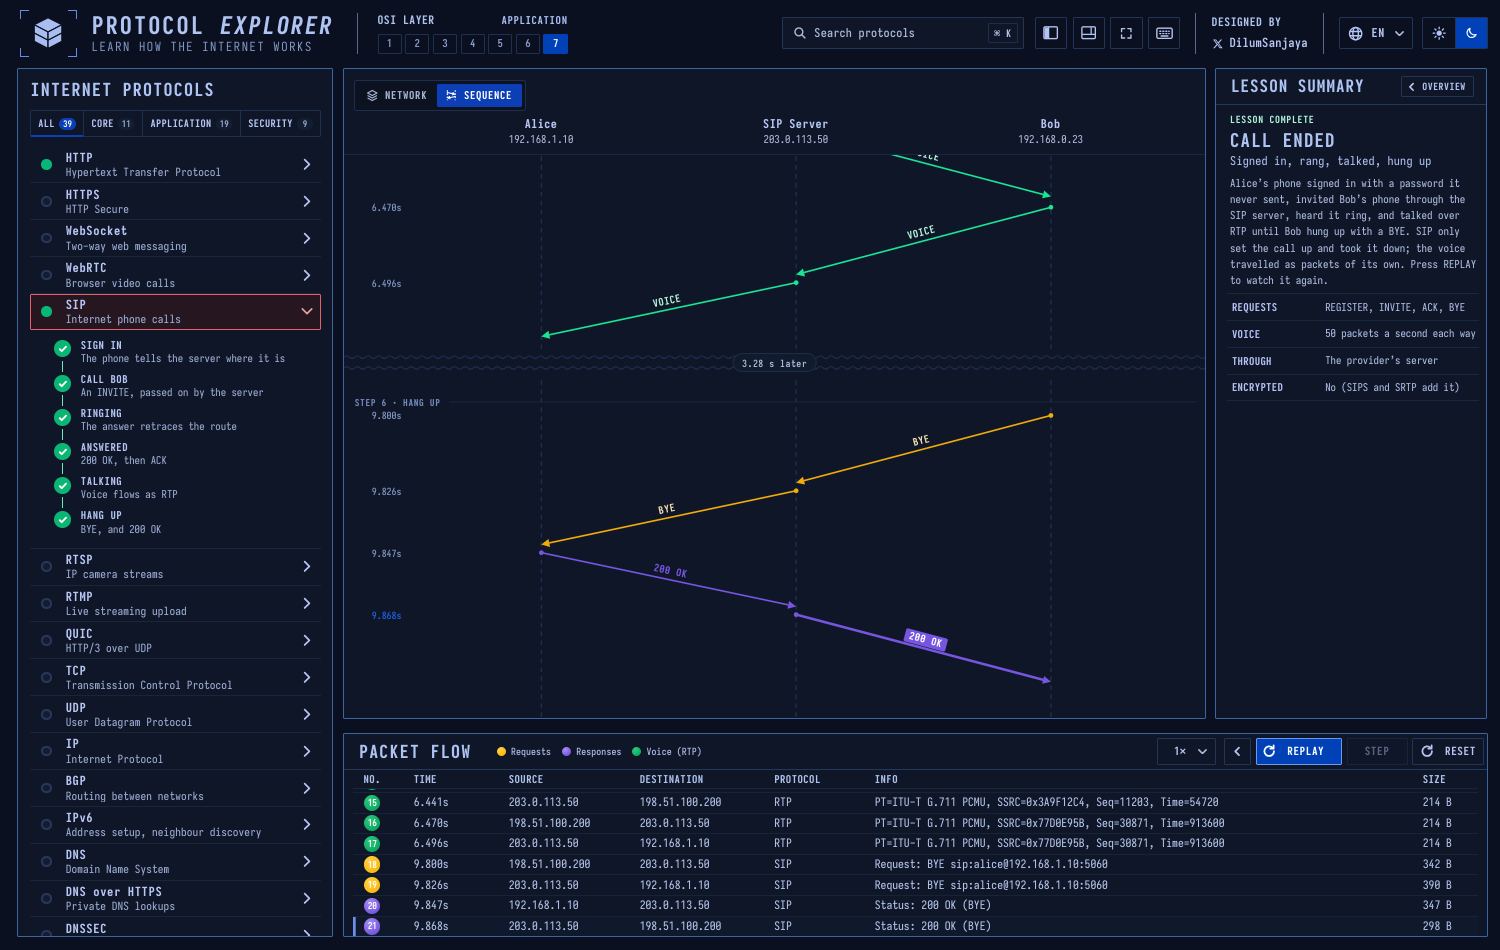 PROTOCOL EXPLORER
LEARN HOW THE INTERNET WORKS
OSI LAYER APPLICATION
1 2 3 4 5 6 7
Search protocols ⌘ K
DESIGNED BY
DilumSanjaya
EN
INTERNET PROTOCOLS
ALL 39 CORE 11 APPLICATION 19 SECURITY 9
HTTP
Hypertext Transfer Protocol
HTTPS
HTTP Secure
WebSocket
Two-way web messaging
WebRTC
Browser video calls
SIP
Internet phone calls
SIGN IN
The phone tells the server where it is
CALL BOB
An INVITE, passed on by the server
RINGING
The answer retraces the route
ANSWERED
200 OK, then ACK
TALKING
Voice flows as RTP
HANG UP
BYE, and 200 OK
RTSP
IP camera streams
RTMP
Live streaming upload
QUIC
HTTP/3 over UDP
TCP
Transmission Control Protocol
UDP
User Datagram Protocol
IP
Internet Protocol
BGP
Routing between networks
IPv6
Address setup, neighbour discovery
DNS
Domain Name System
DNS over HTTPS
Private DNS lookups
DNSSEC
NETWORK SEQUENCE
Alice SIP Server Bob
192.168.1.10 203.0.113.50 192.168.0.23
6.470s
VOICE
6.496s
VOICE
3.28 s later
STEP 6 · HANG UP
9.800s
BYE
9.826s
BYE
9.847s
200 OK
9.868s
200 OK
LESSON SUMMARY OVERVIEW
LESSON COMPLETE
CALL ENDED
Signed in, rang, talked, hung up
Alice's phone signed in with a password it
never sent, invited Bob's phone through the
SIP server, heard it ring, and talked over
RTP until Bob hung up with a BYE. SIP only
set the call up and took it down; the voice
travelled as packets of its own. Press REPLAY
to watch it again.
REQUESTS REGISTER, INVITE, ACK, BYE
VOICE 50 packets a second each way
THROUGH The provider's server
ENCRYPTED No (SIPS and SRTP add it)
PACKET FLOW Requests Responses Voice (RTP) 1× REPLAY STEP RESET
NO. TIME SOURCE DESTINATION PROTOCOL INFO SIZE
15 6.441s 203.0.113.50 198.51.100.200 RTP PT=ITU-T G.711 PCMU, SSRC=0x3A9F12C4, Seq=11203, Time=54720 214 B
16 6.470s 198.51.100.200 203.0.113.50 RTP PT=ITU-T G.711 PCMU, SSRC=0x77D0E95B, Seq=30871, Time=913600 214 B
17 6.496s 203.0.113.50 192.168.1.10 RTP PT=ITU-T G.711 PCMU, SSRC=0x77D0E95B, Seq=30871, Time=913600 214 B
18 9.800s 198.51.100.200 203.0.113.50 SIP Request: BYE sip:alice@192.168.1.10:5060 342 B
19 9.826s 203.0.113.50 192.168.1.10 SIP Request: BYE sip:alice@192.168.1.10:5060 390 B
20 9.847s 192.168.1.10 203.0.113.50 SIP Status: 200 OK (BYE) 347 B
21 9.868s 203.0.113.50 198.51.100.200 SIP Status: 200 OK (BYE) 298 B